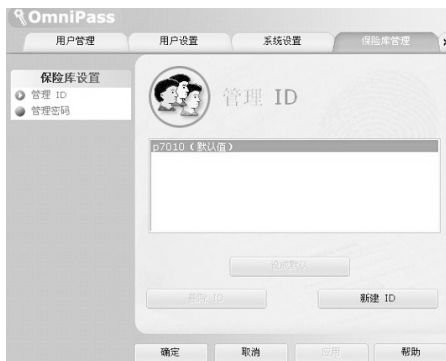 OmniPass
用户管理 用户设置 系统设置 保险库管理
保险库设置
管理 ID
管理密码
管理 ID
p7010（默认值）
设成默认
删除 ID 新建 ID
确定 取消 应用 帮助